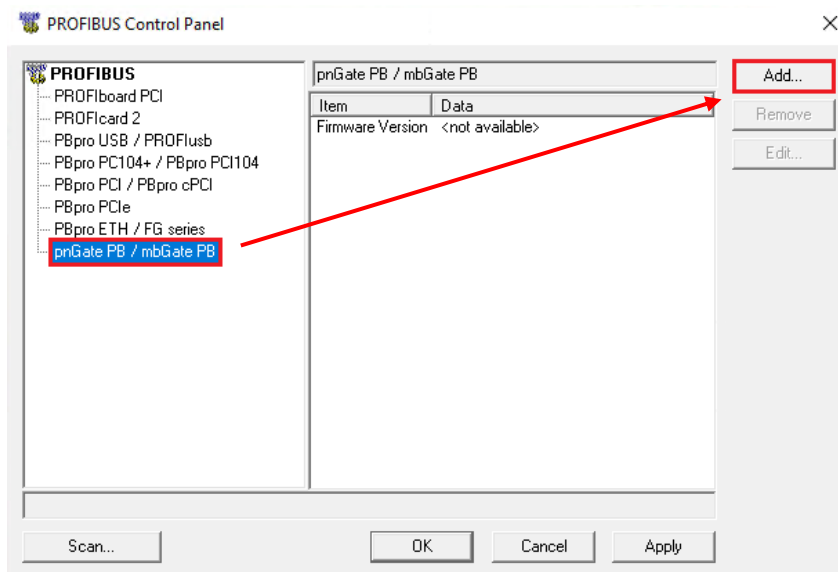 PROFIBUS Control Panel
PROFIBUS
PROFIboard PCI
PROFIcard 2
PBpro USB / PROFIusb
PBpro PC104+ / PBpro PCI104
PBpro PCI / PBpro cPCI
PBpro PCIe
PBpro ETH / FG series
pnGate PB / mbGate PB
pnGate PB / mbGate PB
Item Data
Firmware Version <not available>
Add...
Remove
Edit...
Scan... OK Cancel Apply